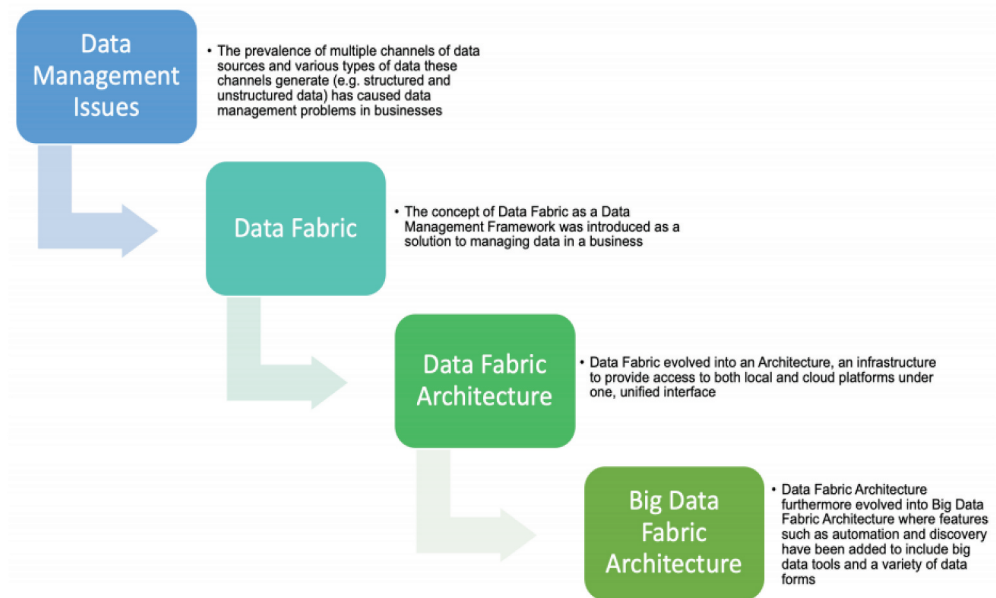 Data
Management
Issues
• The prevalence of multiple channels of data
sources and various types of data these
channels generate (e.g. structured and
unstructured data) has caused data
management problems in businesses
Data Fabric
• The concept of Data Fabric as a Data
Management Framework was introduced as a
solution to managing data in a business
Data Fabric
Architecture
• Data Fabric evolved into an Architecture, an infrastructure
to provide access to both local and cloud platforms under
one, unified interface
Big Data
Fabric
Architecture
• Data Fabric Architecture
furthermore evolved into Big Data
Fabric Architecture where features
such as automation and discovery
have been added to include big
data tools and a variety of data
forms